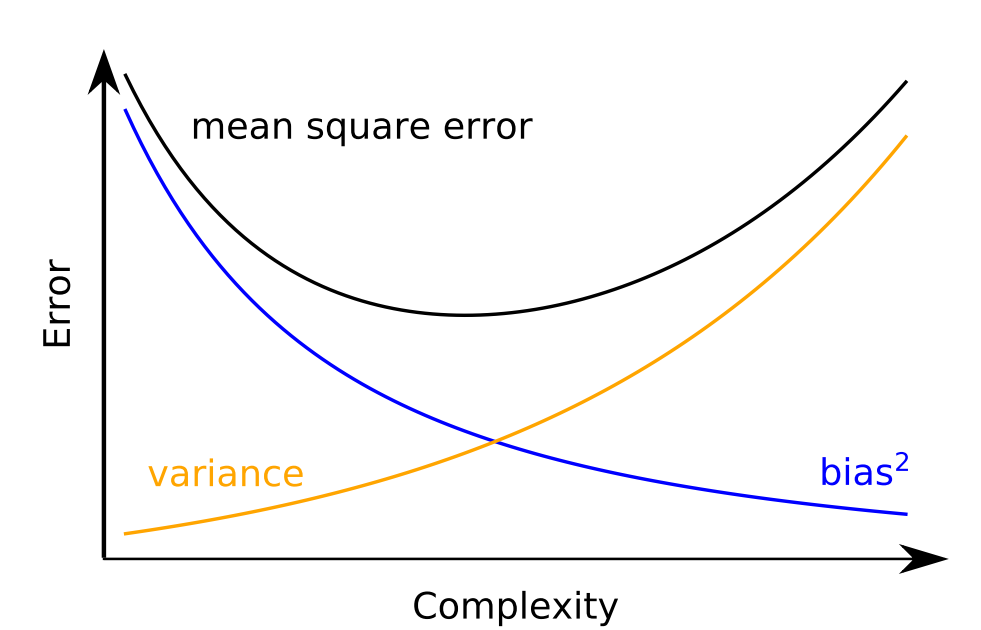 mean square error
Error
variance
bias²
Complexity